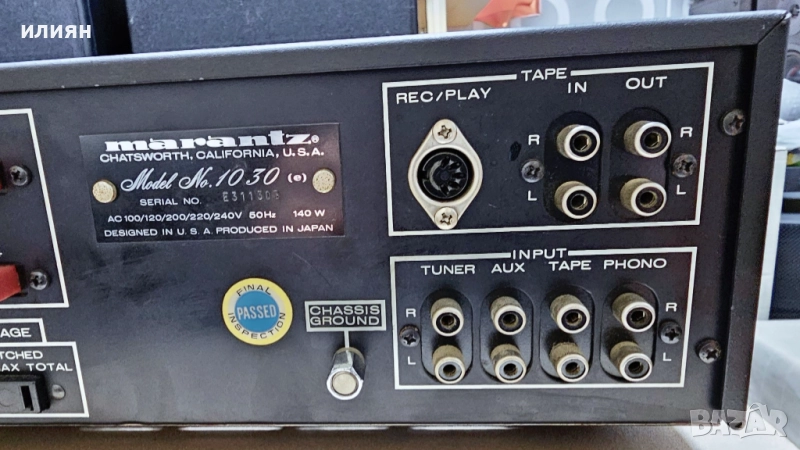 илиян
TAPE
REC/PLAY IN OUT
R R
L L
marantz®
CHATSWORTH, CALIFORNIA, U.S.A.
Model No. 1030 (e)
SERIAL NO.
AC 100/120/200/220/240V 50Hz 140 W
DESIGNED IN U.S.A. PRODUCED IN JAPAN
INPUT
TUNER AUX TAPE PHONO
R R
L L
FINAL
PASSED
INSPECTION
CHASSIS
GROUND
AGE
TCHED
AX TOTAL
BAZAR